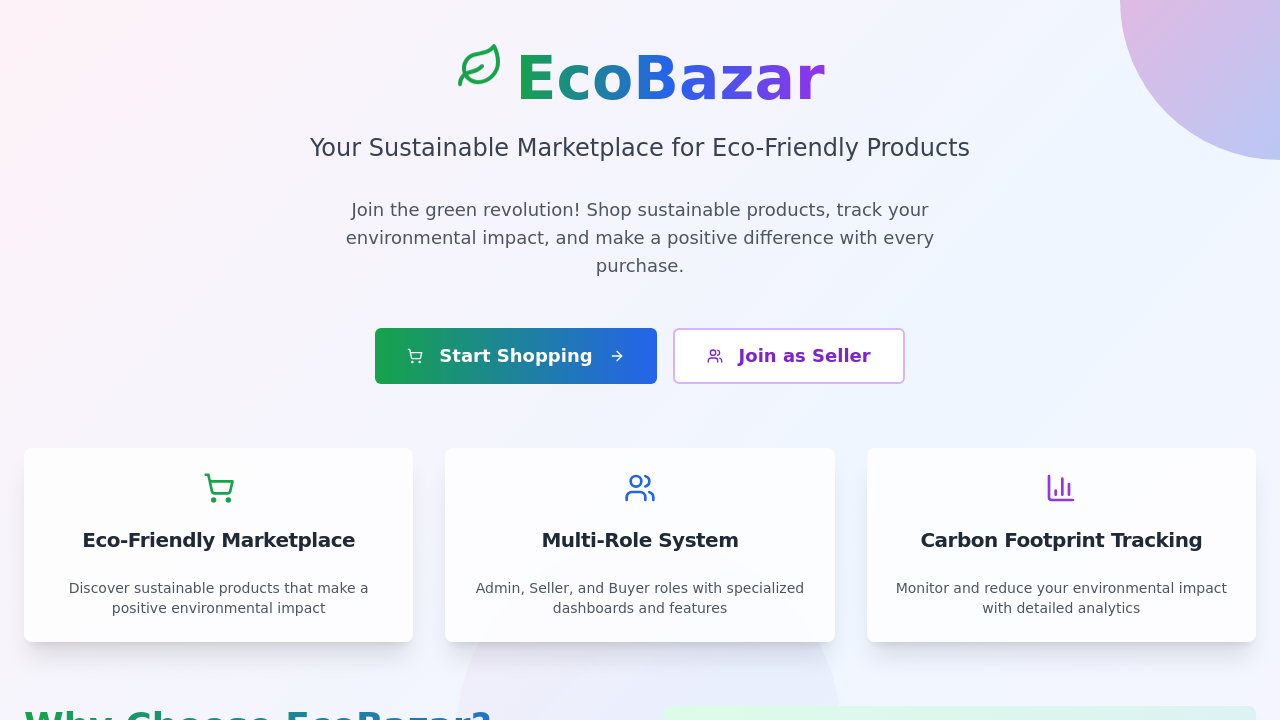 EcoBazar
Your Sustainable Marketplace for Eco-Friendly Products
Join the green revolution! Shop sustainable products, track your
environmental impact, and make a positive difference with every
purchase.
Start Shopping
Join as Seller
Eco-Friendly Marketplace
Discover sustainable products that make a
positive environmental impact
Multi-Role System
Admin, Seller, and Buyer roles with specialized
dashboards and features
Carbon Footprint Tracking
Monitor and reduce your environmental impact
with detailed analytics
Why Choose EcoBazar?